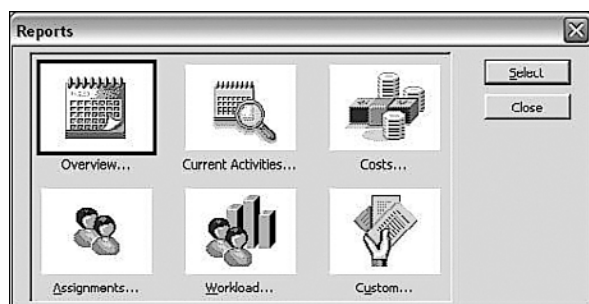 Reports
Select
Close
Overview...
Current Activities...
Costs...
Assignments...
Workload...
Custom...